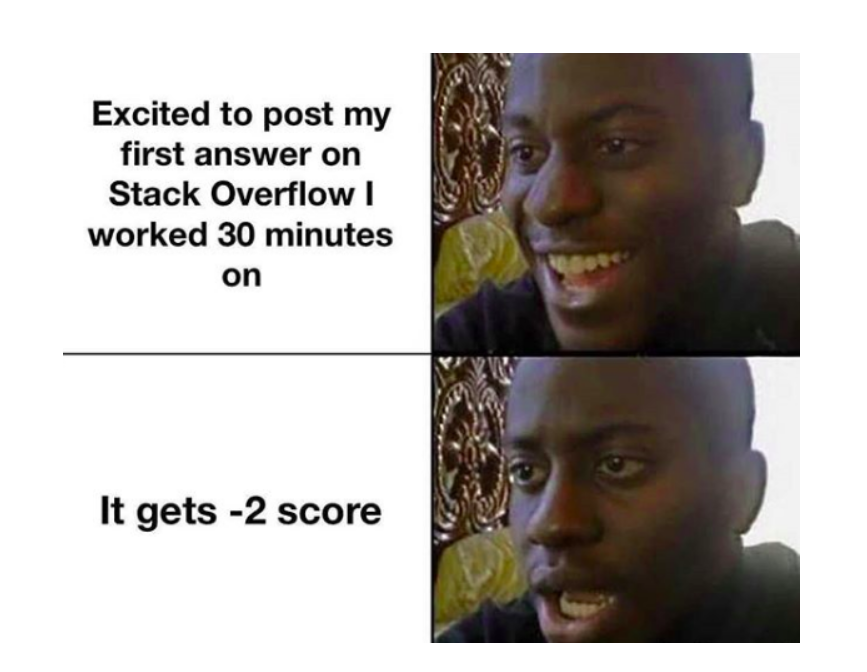 Excited to post my
first answer on
Stack Overflow I
worked 30 minutes
on
It gets -2 score